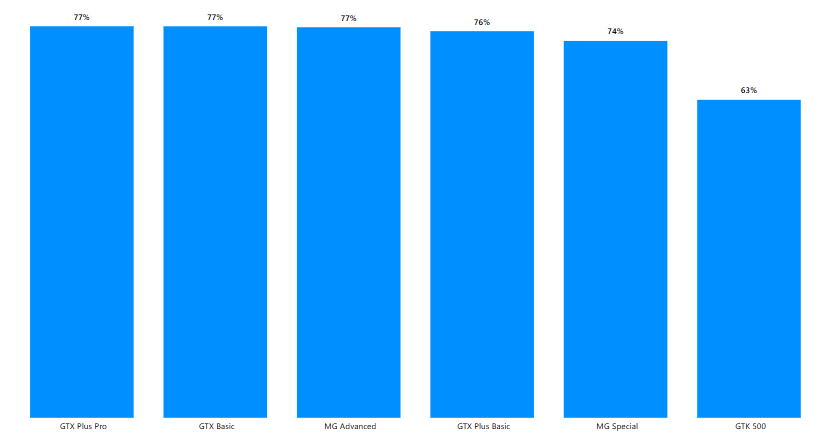 77%
77%
77%
76%
74%
63%
GTX Plus Pro
GTX Basic
MG Advanced
GTX Plus Basic
MG Special
GTK 500